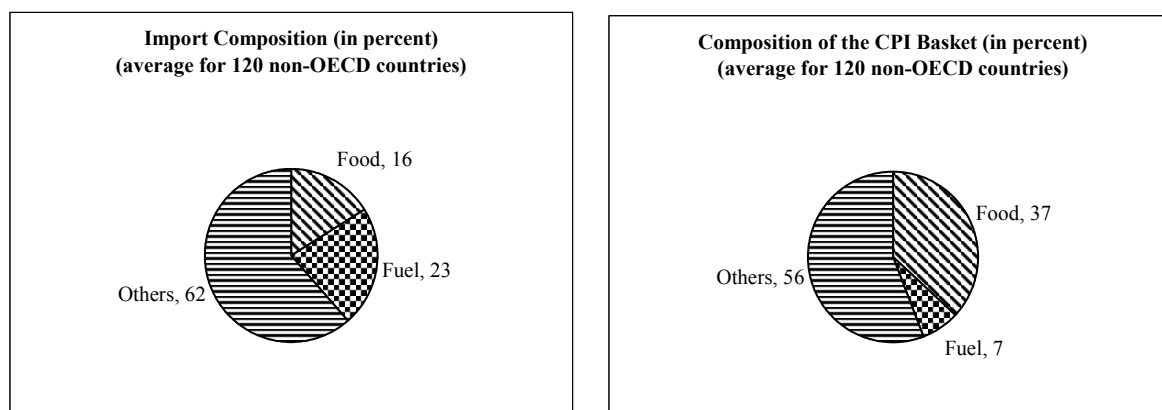 Import Composition (in percent)
(average for 120 non-OECD countries)
Food, 16
Fuel, 23
Others, 62
Composition of the CPI Basket (in percent)
(average for 120 non-OECD countries)
Food, 37
Others, 56
Fuel, 7